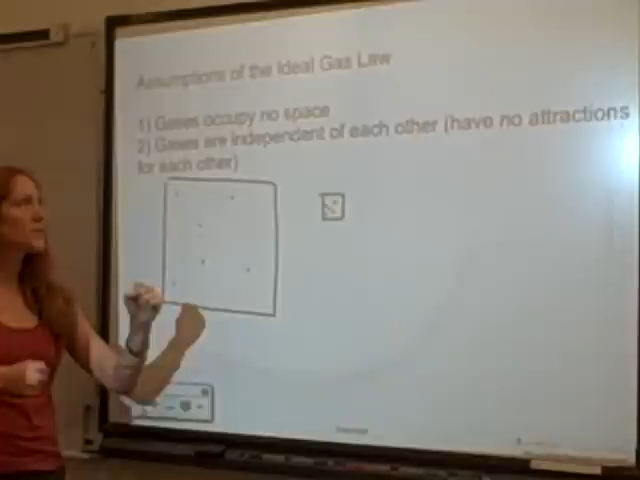 Assumptions of the Ideal Gas Law
1) Gases occupy no space
2) Gases are independent of each other (have no attractions
for each other)